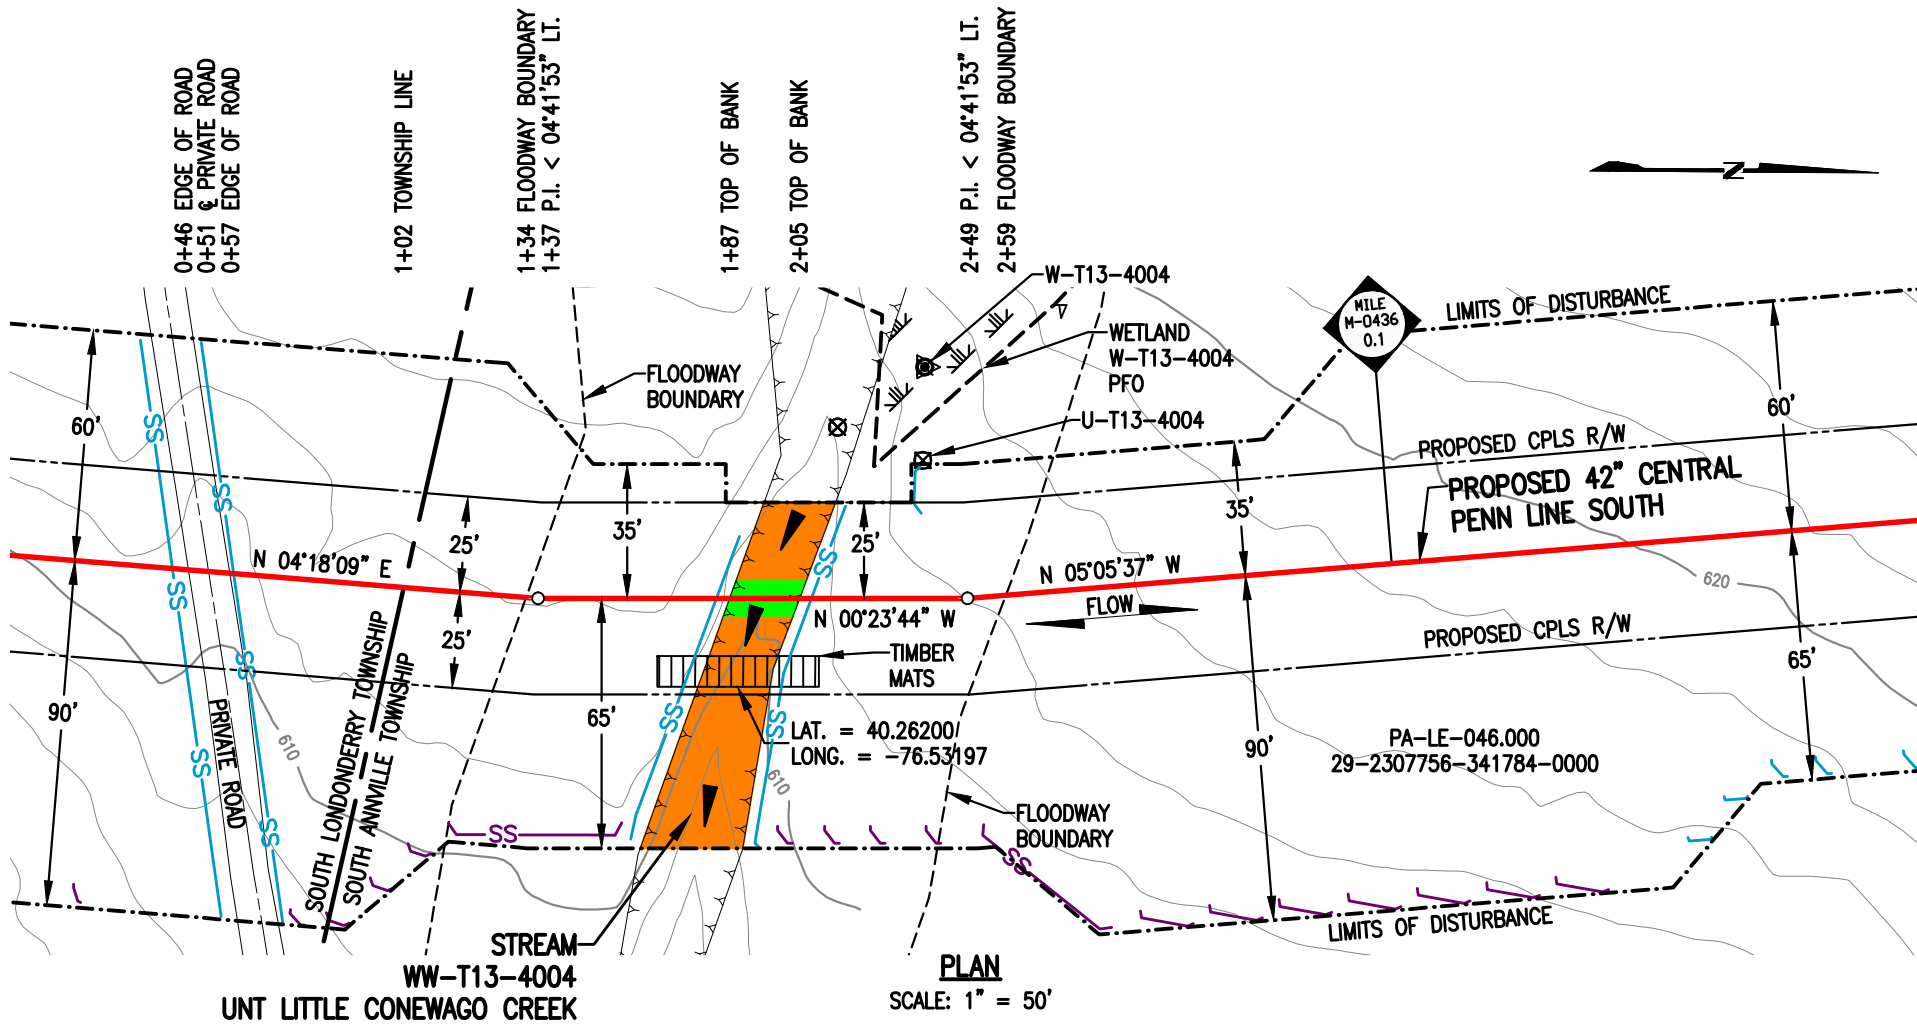 0+46 EDGE OF ROAD
0+51 ℄ PRIVATE ROAD
0+57 EDGE OF ROAD
1+02 TOWNSHIP LINE
1+34 FLOODWAY BOUNDARY
1+37 P.I. < 04°41'53" LT.
1+87 TOP OF BANK
2+05 TOP OF BANK
2+49 P.I. < 04°41'53" LT.
2+59 FLOODWAY BOUNDARY
N
W-T13-4004
MILE
M-0436
0.1
LIMITS OF DISTURBANCE
WETLAND
W-T13-4004
PFO
FLOODWAY
BOUNDARY
U-T13-4004
60'
60'
SS
SS
PROPOSED CPLS R/W
PROPOSED 42" CENTRAL
PENN LINE SOUTH
35'
35'
25'
25'
N 04°18'09" E
SS
SS
N 05°05'37" W
620
FLOW
N 00°23'44" W
25'
PROPOSED CPLS R/W
TIMBER
MATS
SS
65'
90'
65'
SS
SS
LAT. = 40.26200
LONG. = -76.53197
PRIVATE ROAD
610
SOUTH LONDONDERRY TOWNSHIP
SOUTH ANNVILLE TOWNSHIP
90'
PA-LE-046.000
29-2307756-341784-0000
SS
610
FLOODWAY
BOUNDARY
SS
SS
SS
LIMITS OF DISTURBANCE
STREAM
WW-T13-4004
UNT LITTLE CONEWAGO CREEK
PLAN
SCALE: 1" = 50'